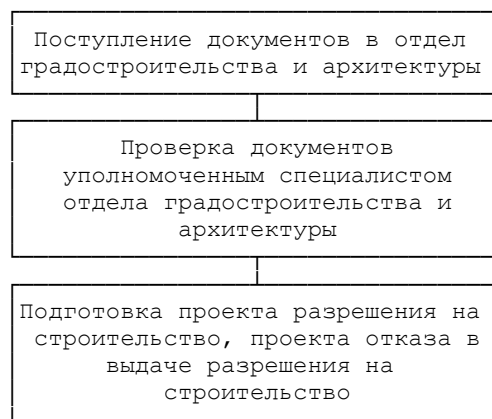 Поступление документов в отдел
градостроительства и архитектуры
Проверка документов
уполномоченным специалистом
отдела градостроительства и
архитектуры
Подготовка проекта разрешения на
строительство, проекта отказа в
выдаче разрешения на
строительство